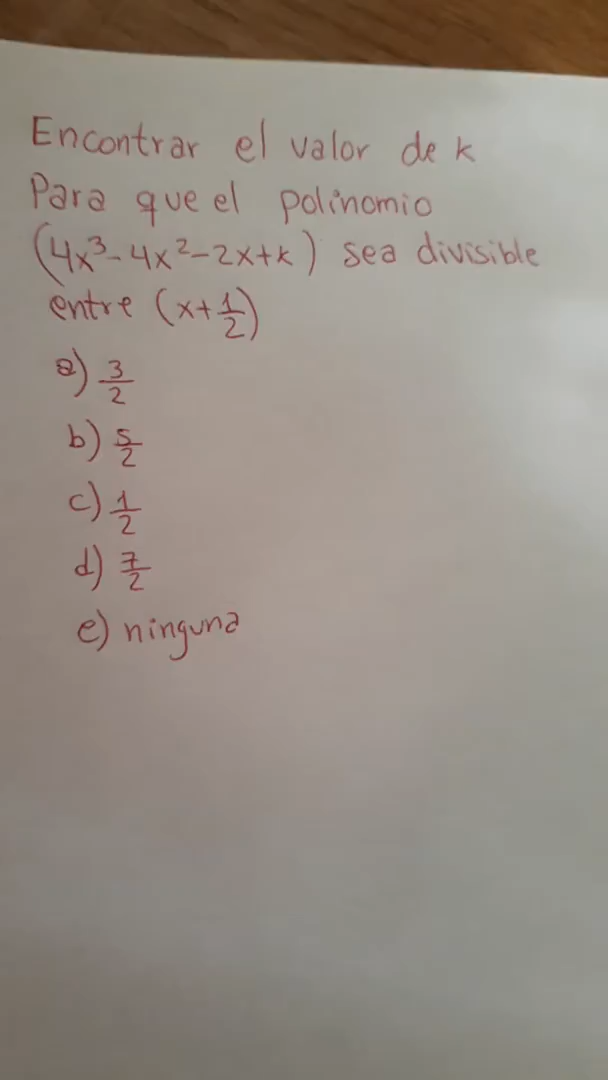 Encontrar el valor de k
Para que el polinomio
(4x³-4x²-2x+k) sea divisible
entre (x+1/2)
a) 3/2
b) 5/2
c) 1/2
d) 7/2
e) ninguna